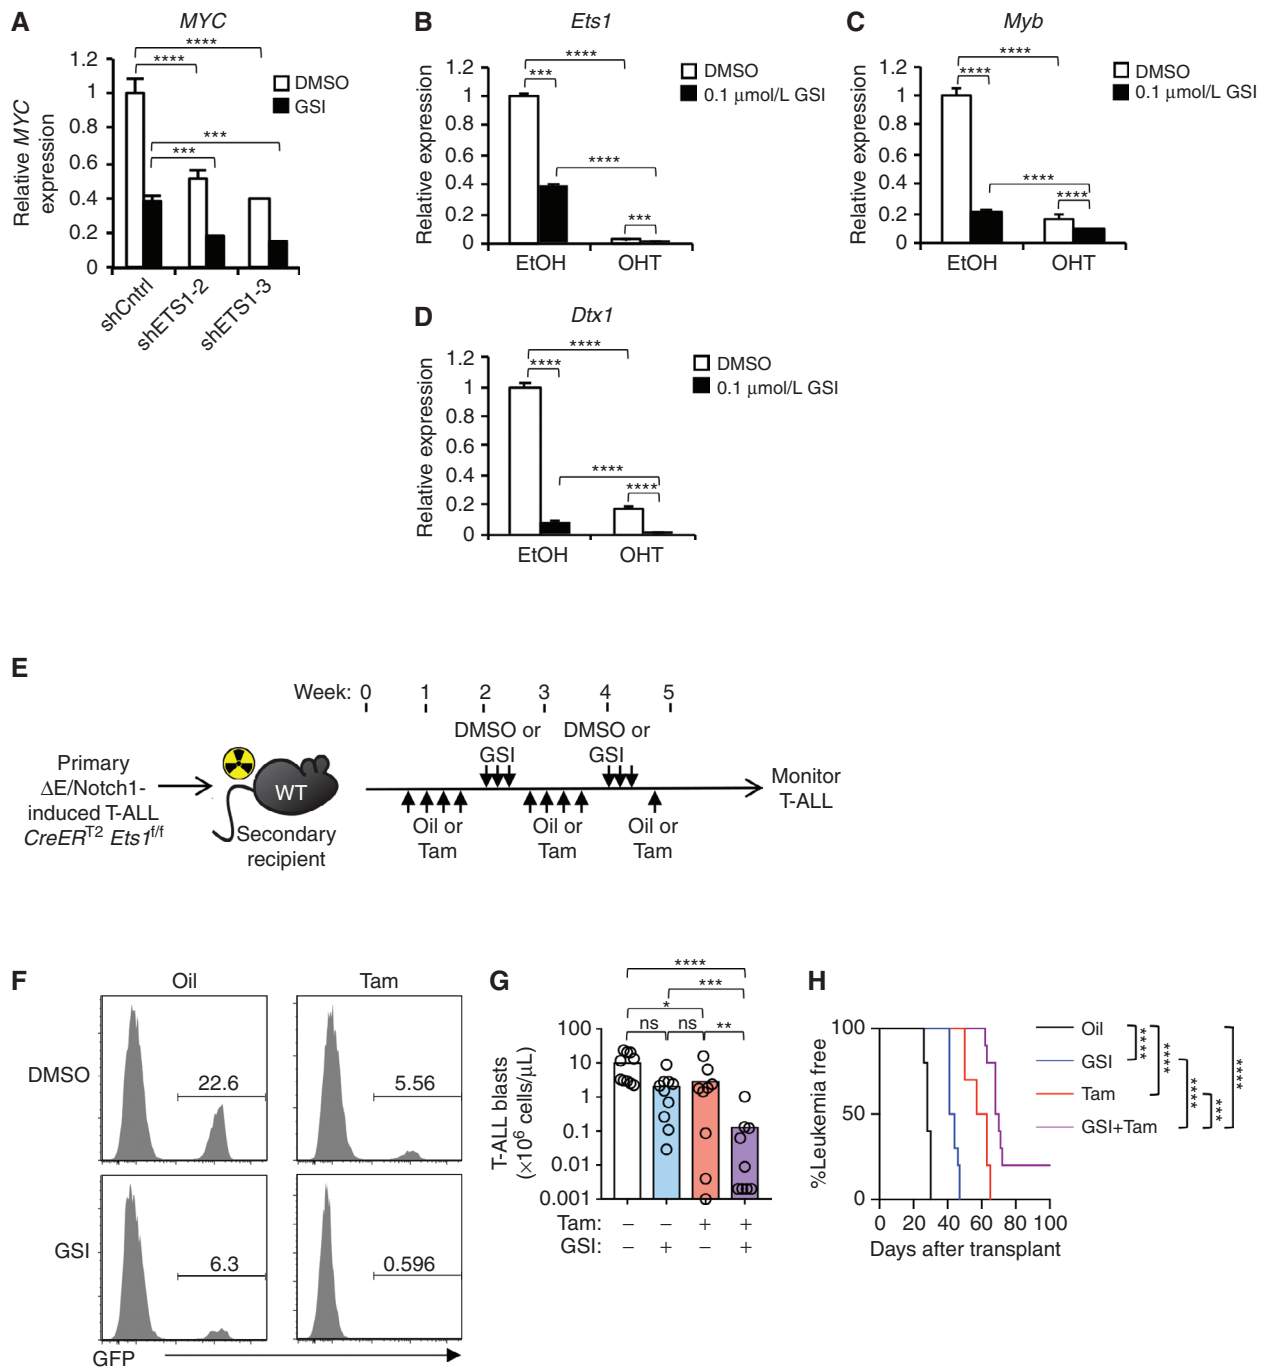 A
MYC
****
****
1.2
1
0.8
0.6
0.4
0.2
0
Relative MYC
expression
***
***
DMSO
GSI
shCntrl
shETS1-2
shETS1-3
B
Ets1
****
***
1.2
1
0.8
0.6
0.4
0.2
0
Relative expression
****
***
DMSO
0.1 μmol/L GSI
EtOH
OHT
C
Myb
****
****
1.2
1
0.8
0.6
0.4
0.2
0
Relative expression
****
****
DMSO
0.1 μmol/L GSI
EtOH
OHT
D
Dtx1
****
****
1.2
1
0.8
0.6
0.4
0.2
0
Relative expression
****
****
DMSO
0.1 μmol/L GSI
EtOH
OHT
E
Week: 0 1 2 3 4 5
DMSO or
GSI
DMSO or
GSI
Primary
ΔE/Notch1-
induced T-ALL
CreERT2 Ets1f/f
WT
Secondary
recipient
Oil or
Tam
Oil or
Tam
Oil or
Tam
Monitor
T-ALL
F
Oil
Tam
DMSO
22.6
5.56
GSI
6.3
0.596
GFP
G
****
***
*
ns
ns
**
100
10
1
0.1
0.01
0.001
T-ALL blasts
(×106 cells/μL)
Tam: – – + +
GSI: – + – +
H
100
50
0
%Leukemia free
0 20 40 60 80 100
Days after transplant
Oil
GSI
Tam
GSI+Tam
****
****
****
***
****